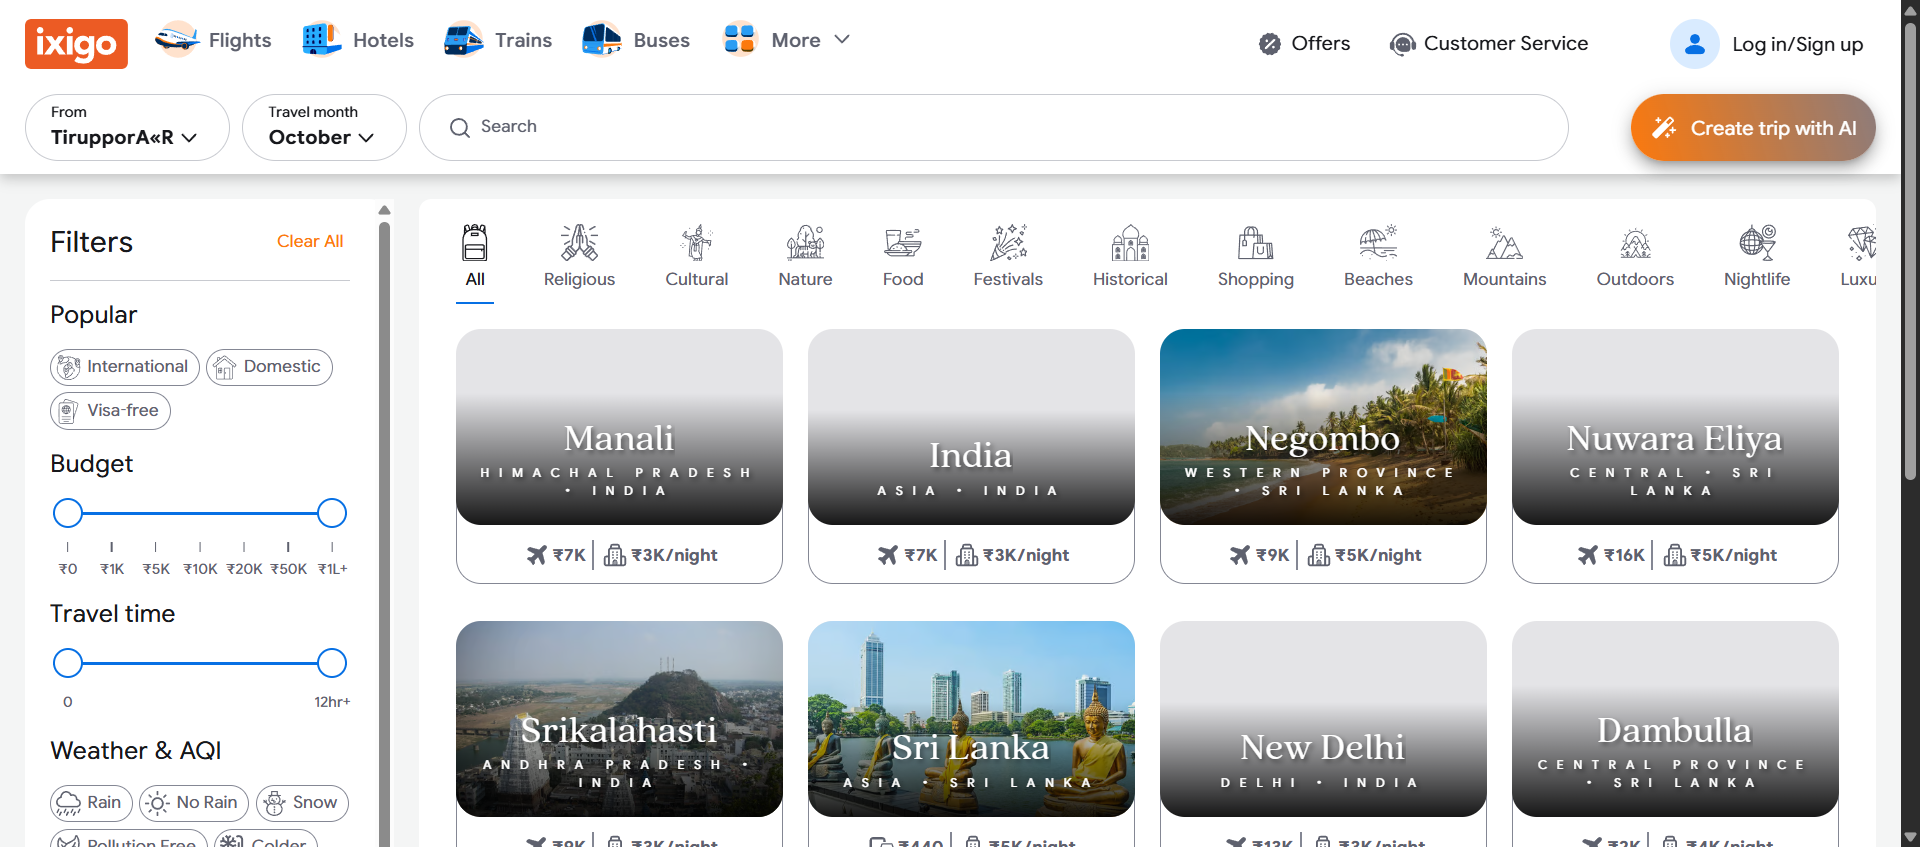 ixigo
Flights
Hotels
Trains
Buses
More
Offers
Customer Service
Log in/Sign up
From
TirupporA«R
Travel month
October
Search
Create trip with AI
Filters
Clear All
Popular
International
Domestic
Visa-free
Budget
₹0 ₹1K ₹5K ₹10K ₹20K ₹50K ₹1L+
Travel time
0 12hr+
Weather & AQI
Rain
No Rain
Snow
Pollution Free
Colder
All
Religious
Cultural
Nature
Food
Festivals
Historical
Shopping
Beaches
Mountains
Outdoors
Nightlife
Luxu
Manali
HIMACHAL PRADESH
• INDIA
₹7K ₹3K/night
India
ASIA • INDIA
₹7K ₹3K/night
Negombo
WESTERN PROVINCE
• SRI LANKA
₹9K ₹5K/night
Nuwara Eliya
CENTRAL • SRI
LANKA
₹16K ₹5K/night
Srikalahasti
ANDHRA PRADESH •
INDIA
₹9K ₹3K/night
Sri Lanka
ASIA • SRI LANKA
₹440 ₹5K/night
New Delhi
DELHI • INDIA
₹13K ₹3K/night
Dambulla
CENTRAL PROVINCE
• SRI LANKA
₹2K ₹4K/night